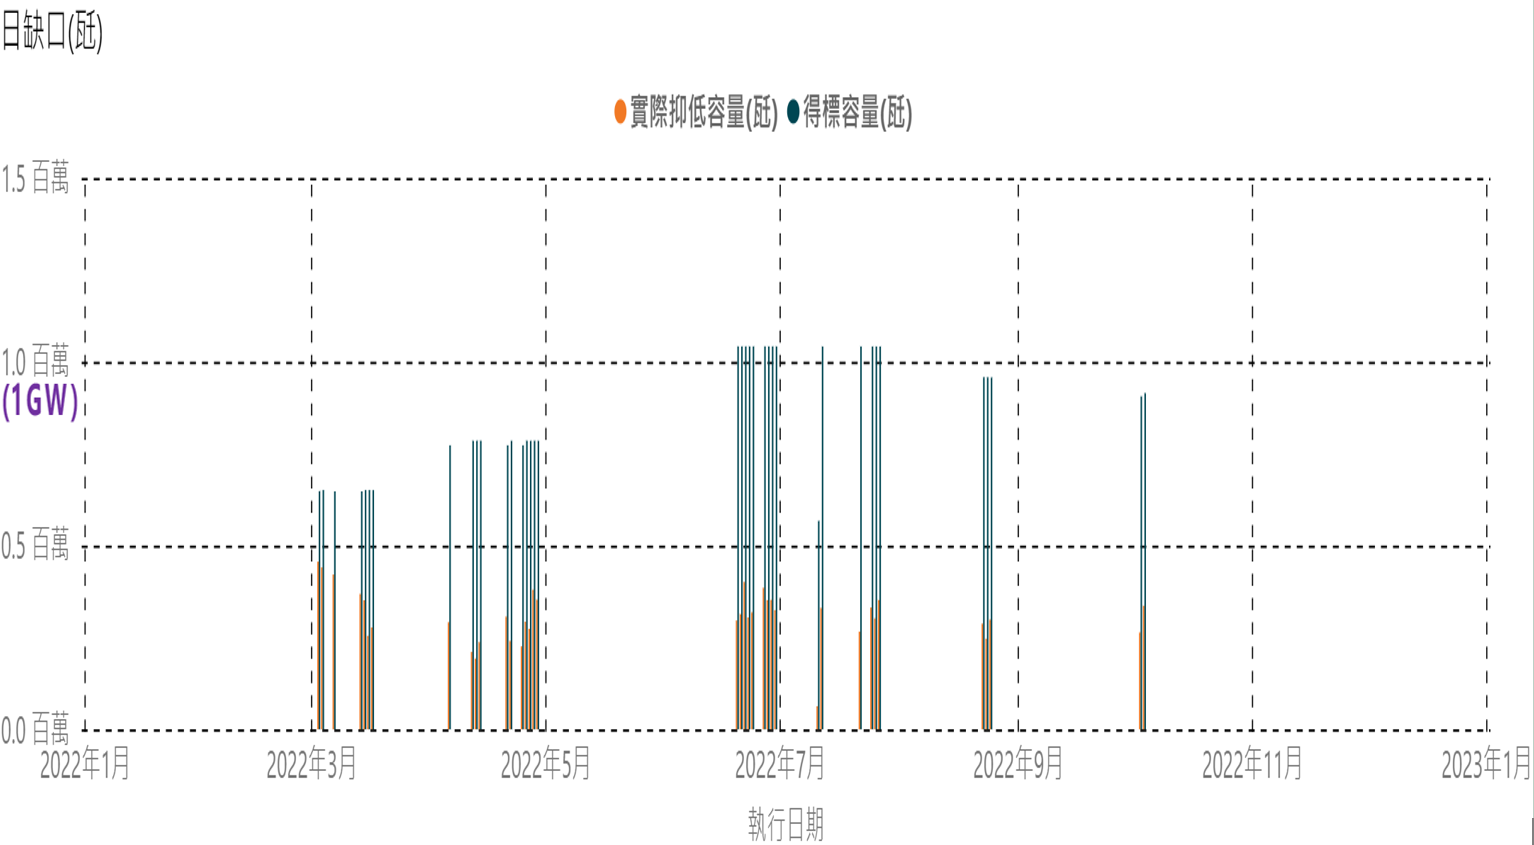 日缺口(瓩)
實際抑低容量(瓩) 得標容量(瓩)
1.5 百萬
1.0 百萬
(1GW)
0.5 百萬
0.0 百萬
2022年1月 2022年3月 2022年5月 2022年7月 2022年9月 2022年11月 2023年1月
執行日期